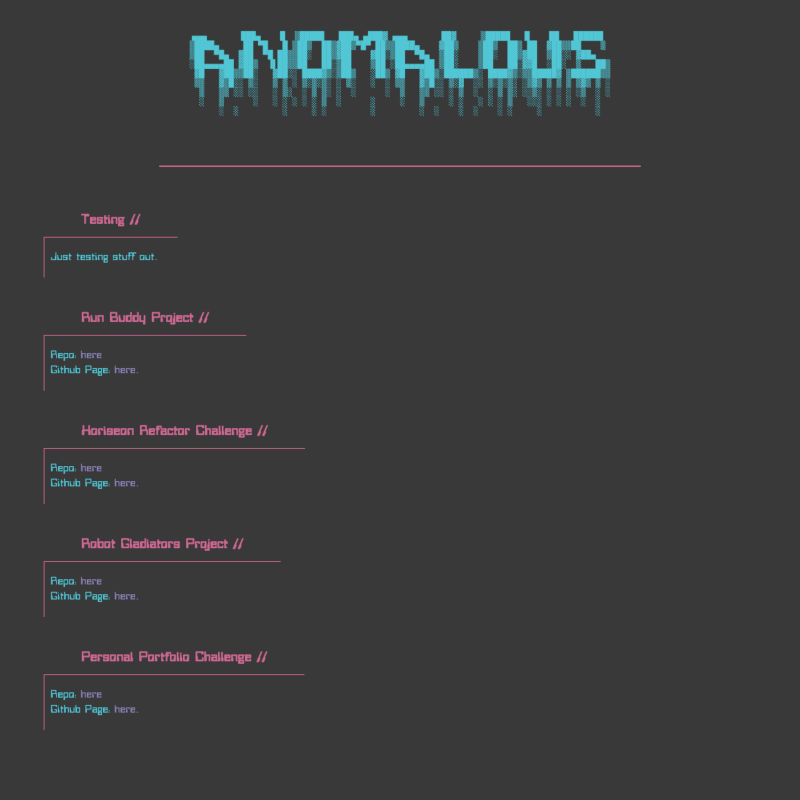 ANOMALOUS
Testing //
Just testing stuff out.
Run Buddy Project //
Repo: here
Github Page: here.
Horiseon Refactor Challenge //
Repo: here
Github Page: here.
Robot Gladiators Project //
Repo: here
Github Page: here.
Personal Portfolio Challenge //
Repo: here
Github Page: here.